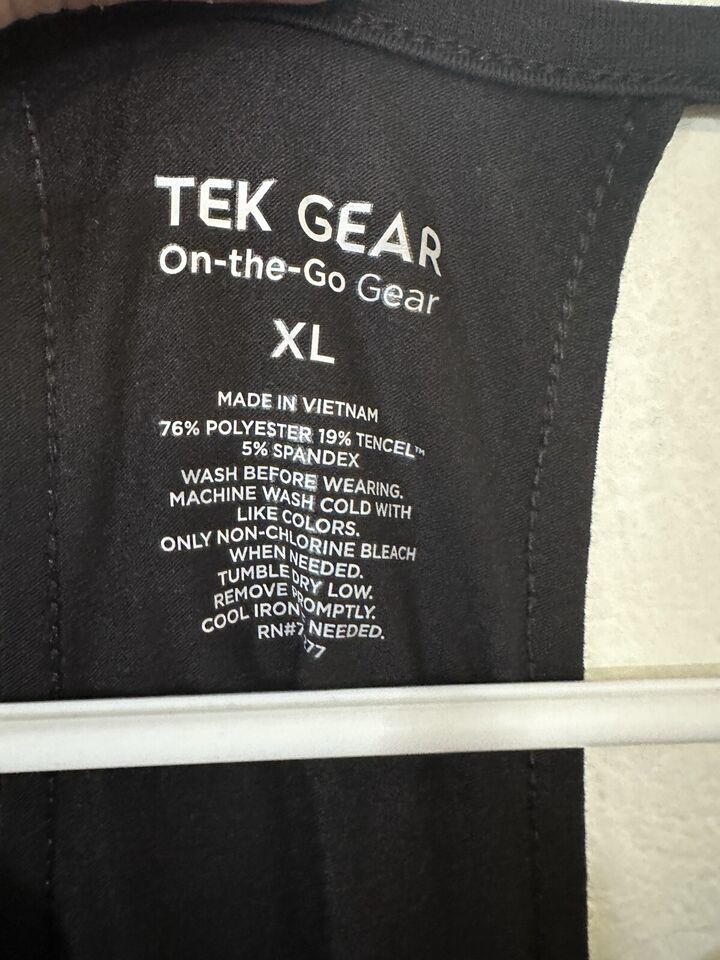 TEK GEAR
On-the-Go Gear
XL
MADE IN VIETNAM
76% POLYESTER 19% TENCEL™
5% SPANDEX
WASH BEFORE WEARING.
MACHINE WASH COLD WITH
LIKE COLORS.
ONLY NON-CHLORINE BLEACH
WHEN NEEDED.
TUMBLE DRY LOW.
REMOVE PROMPTLY.
COOL IRON NEEDED.